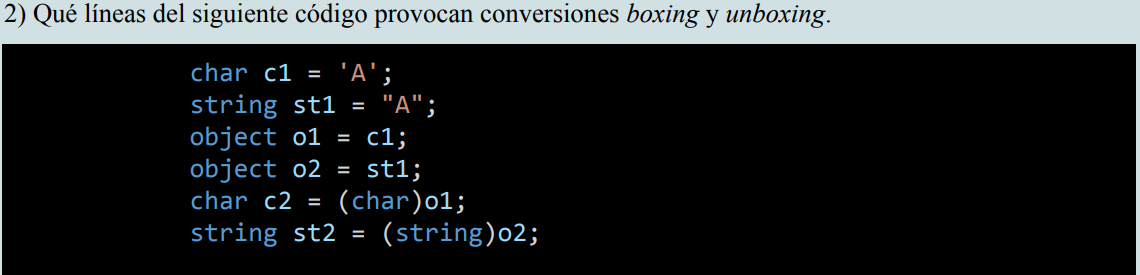 2) Qué líneas del siguiente código provocan conversiones boxing y unboxing.
char c1 = 'A';
string st1 = "A";
object o1 = c1;
object o2 = st1;
char c2 = (char)o1;
string st2 = (string)o2;